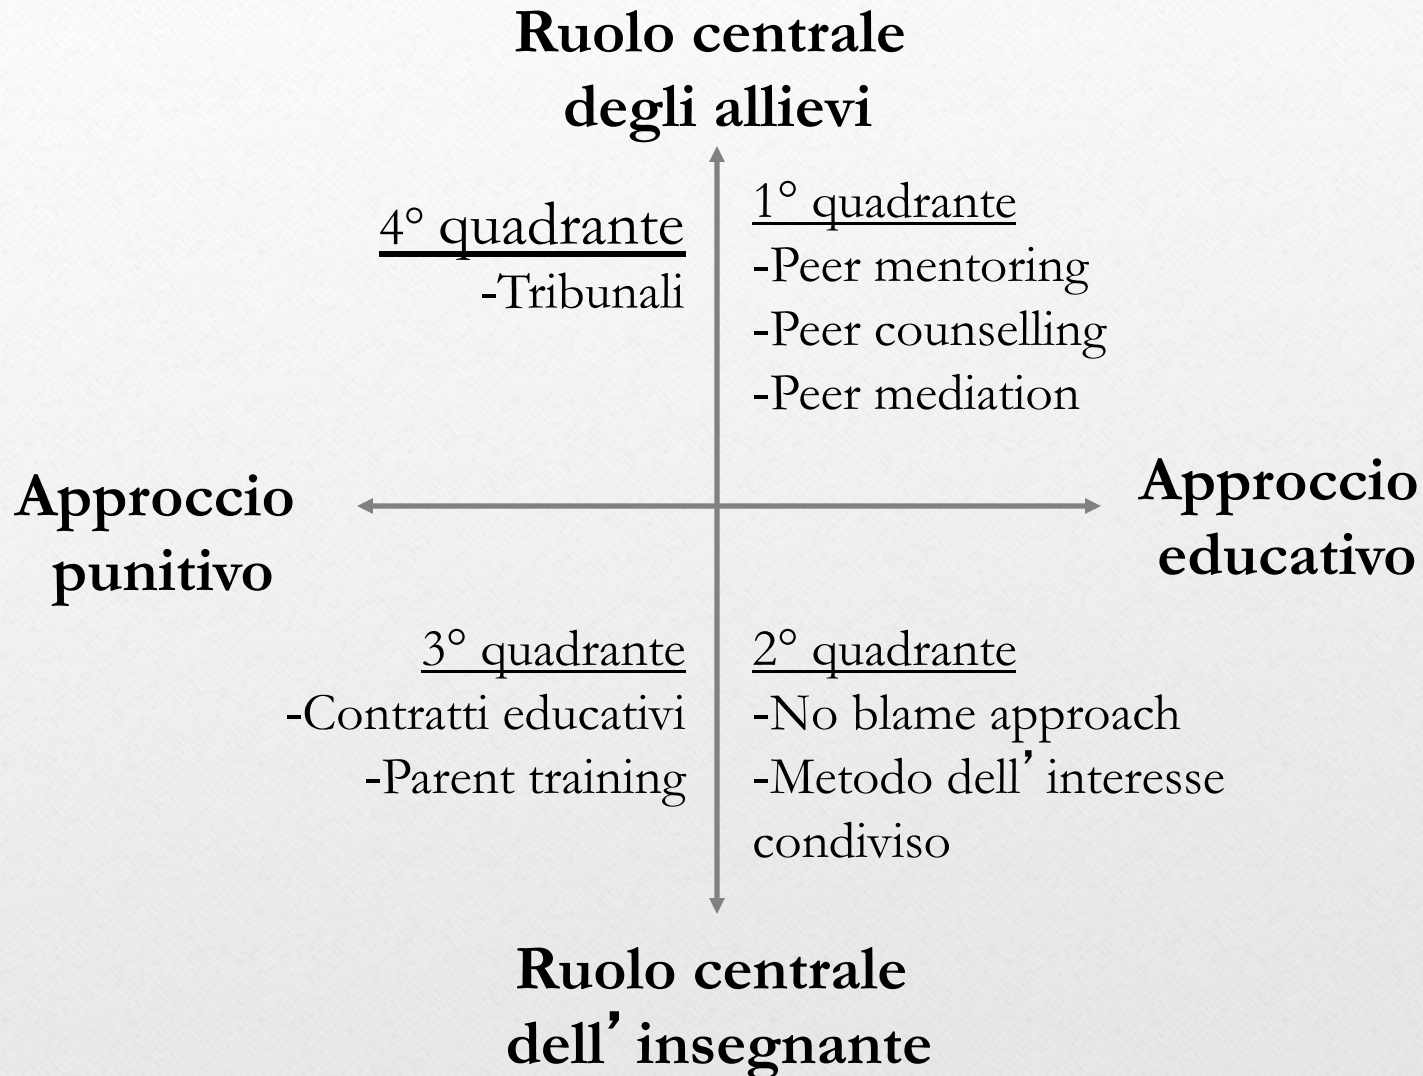 Ruolo centrale
degli allievi
4° quadrante
-Tribunali
1° quadrante
-Peer mentoring
-Peer counselling
-Peer mediation
Approccio
punitivo
Approccio
educativo
3° quadrante
-Contratti educativi
-Parent training
2° quadrante
-No blame approach
-Metodo dell’ interesse
condiviso
Ruolo centrale
dell’ insegnante